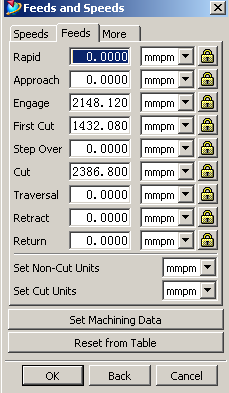 Feeds and Speeds
Speeds Feeds More
Rapid 0.0000 mmpm
Approach 0.0000 mmpm
Engage 2148.120 mmpm
First Cut 1432.080 mmpm
Step Over 0.0000 mmpm
Cut 2386.800 mmpm
Traversal 0.0000 mmpm
Retract 0.0000 mmpm
Return 0.0000 mmpm
Set Non-Cut Units mmpm
Set Cut Units mmpm
Set Machining Data
Reset from Table
OK Back Cancel